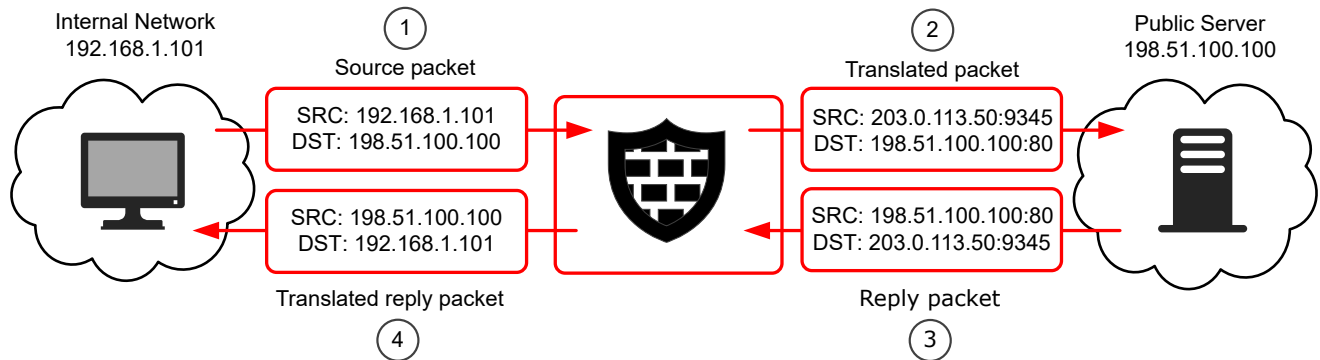 Internal Network
192.168.1.101
1
Source packet
SRC: 192.168.1.101
DST: 198.51.100.100
2
Translated packet
SRC: 203.0.113.50:9345
DST: 198.51.100.100:80
Public Server
198.51.100.100
SRC: 198.51.100.100
DST: 192.168.1.101
Translated reply packet
4
SRC: 198.51.100.100:80
DST: 203.0.113.50:9345
Reply packet
3